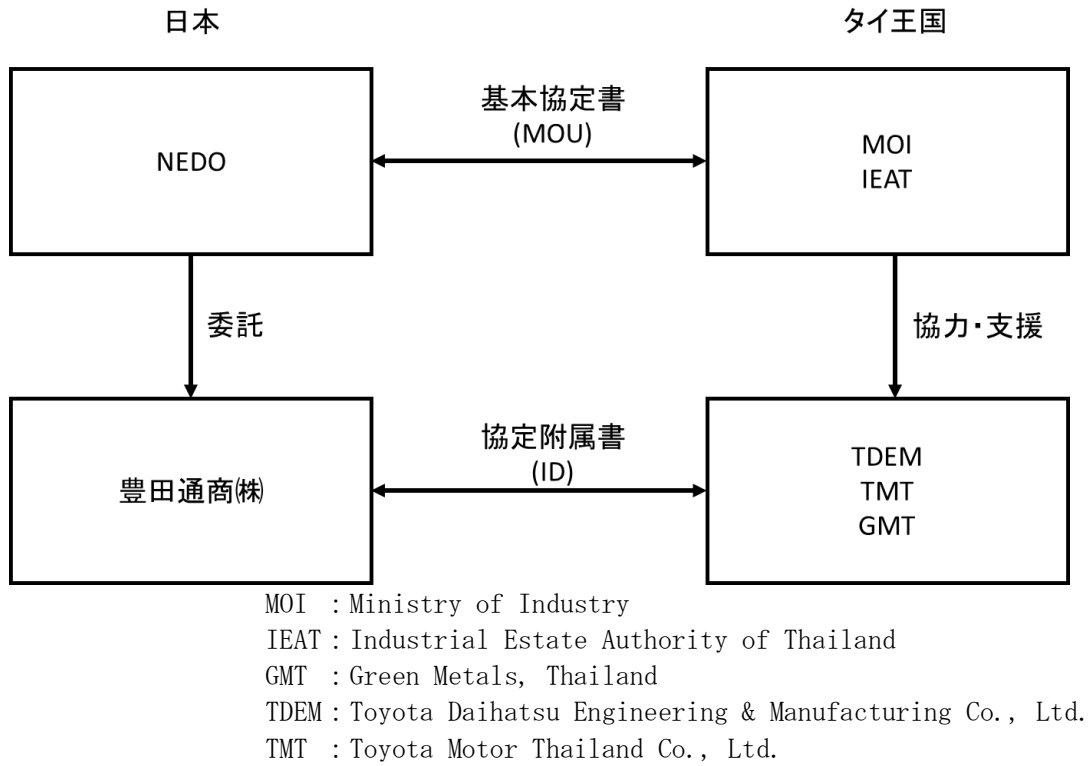 日本
タイ王国
基本協定書
(MOU)
NEDO
MOI
IEAT
委託
協力・支援
協定附属書
(ID)
豊田通商㈱
TDEM
TMT
GMT
MOI ：Ministry of Industry
IEAT：Industrial Estate Authority of Thailand
GMT ：Green Metals, Thailand
TDEM：Toyota Daihatsu Engineering & Manufacturing Co., Ltd.
TMT ：Toyota Motor Thailand Co., Ltd.